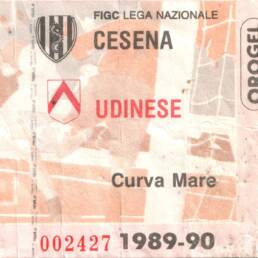 FIGC LEGA NAZIONALE
CESENA
UDINESE
Curva Mare
002427 1989-90
OROGEL